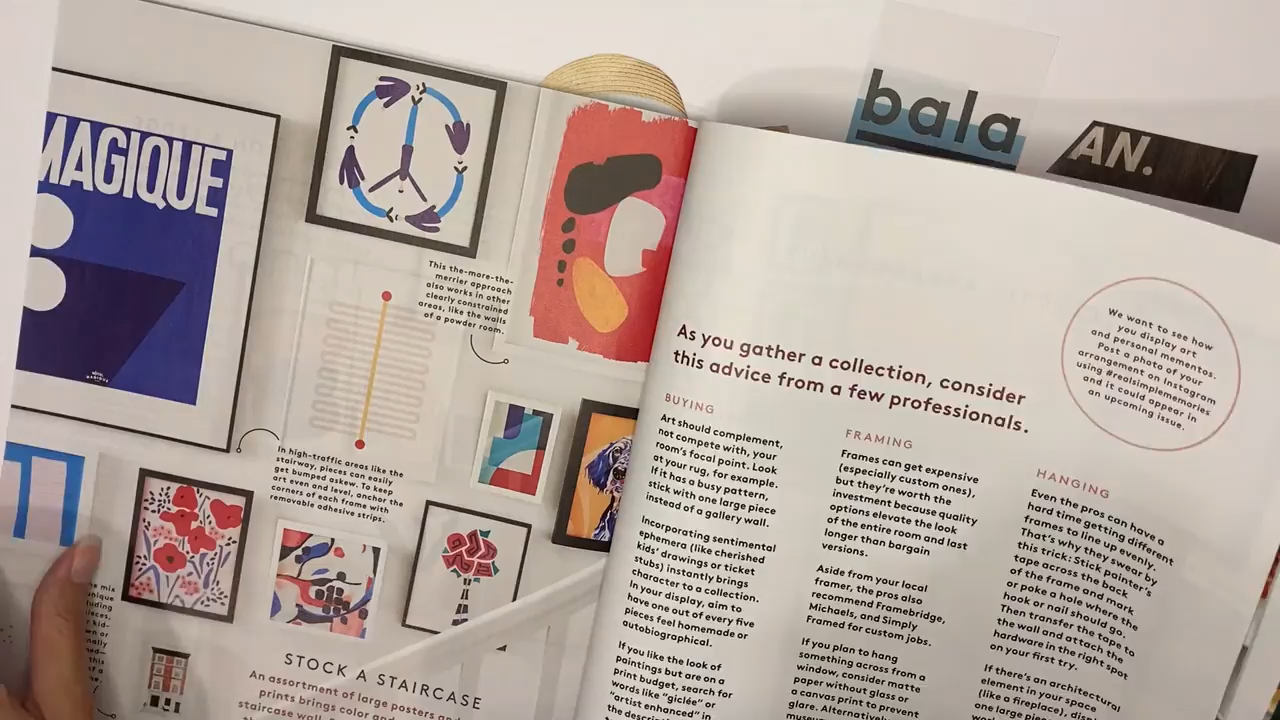 bala
AN.
MAGIQUE
This the-more-the-
merrier approach
also works in other
clearly constrained
areas, like the walls
of a powder room.
In high-traffic areas like the
stairway, pieces can easily
get bumped askew. To keep
art even and level, anchor the
corners of each frame with
removable adhesive strips.
STOCK A STAIRCASE
An assortment of large posters and
prints brings color and
staircase wall.
As you gather a collection, consider
this advice from a few professionals.
We want to see how
you display art
and personal mementos.
Post a photo of your
arrangement on Instagram
using #realsimplememories
and it could appear in
an upcoming issue.
BUYING
Art should complement,
not compete with, your
room's focal point. Look
at your rug, for example.
If it has a busy pattern,
stick with one large piece
instead of a gallery wall.
Incorporating sentimental
ephemera (like cherished
kids' drawings or ticket
stubs) instantly brings
character to a collection.
In your display, aim to
have one out of every five
pieces feel homemade or
autobiographical.
If you like the look of
paintings but are on a
print budget, search for
words like "giclée" or
"artist enhanced" in
FRAMING
Frames can get expensive
(especially custom ones),
but they're worth the
investment because quality
options elevate the look
of the entire room and last
longer than bargain
versions.
Aside from your local
framer, the pros also
recommend Framebridge,
Michaels, and Simply
Framed for custom jobs.
If you plan to hang
something across from a
window, consider matte
paper without glass or
a canvas print to prevent
glare. Alternatively,
HANGING
Even the pros can have a
hard time getting different
frames to line up evenly.
That's why they swear by
this trick: Stick painter's
tape across the back
of the frame and mark
or poke a hole where the
hook or nail should go.
Then transfer the tape to
the wall and attach the
hardware in the right spot
on your first try.
If there's an architectural
element in your space
(like a fireplace),
one large piece